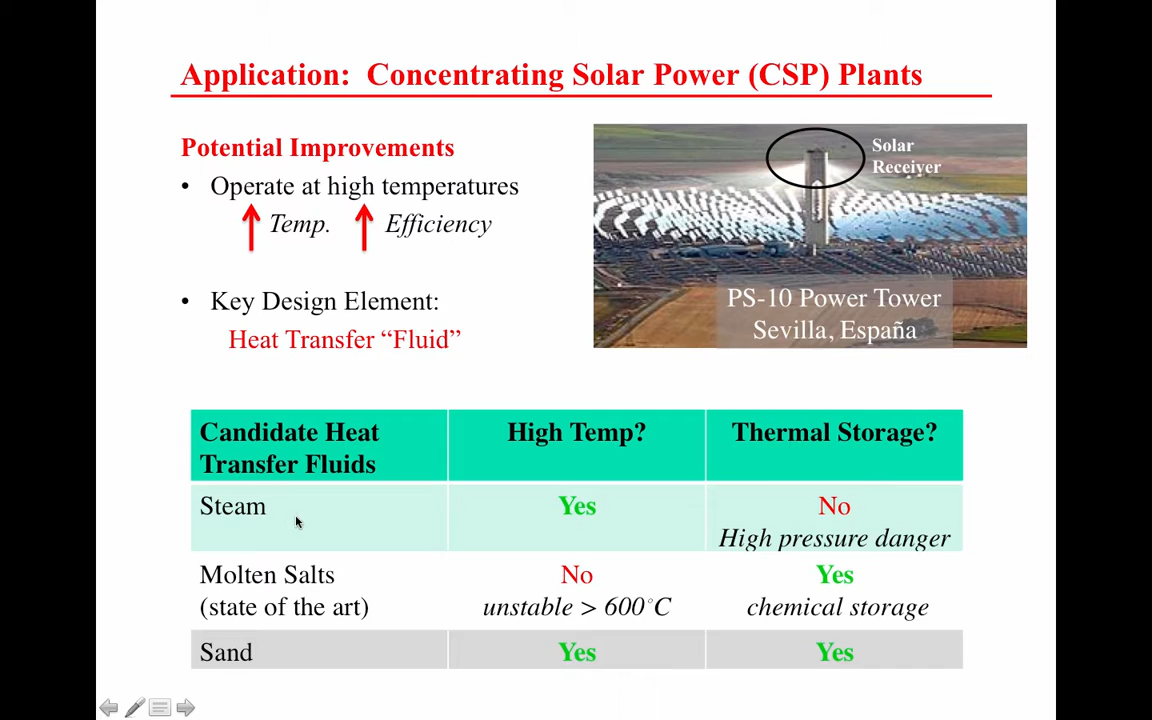 Application: Concentrating Solar Power (CSP) Plants
Potential Improvements
• Operate at high temperatures
Temp. Efficiency
• Key Design Element:
Heat Transfer “Fluid”
Solar
Receiver
PS-10 Power Tower
Sevilla, España
Candidate Heat
Transfer Fluids
High Temp?
Thermal Storage?
Steam
Yes
No
High pressure danger
Molten Salts
(state of the art)
No
unstable > 600°C
Yes
chemical storage
Sand
Yes
Yes